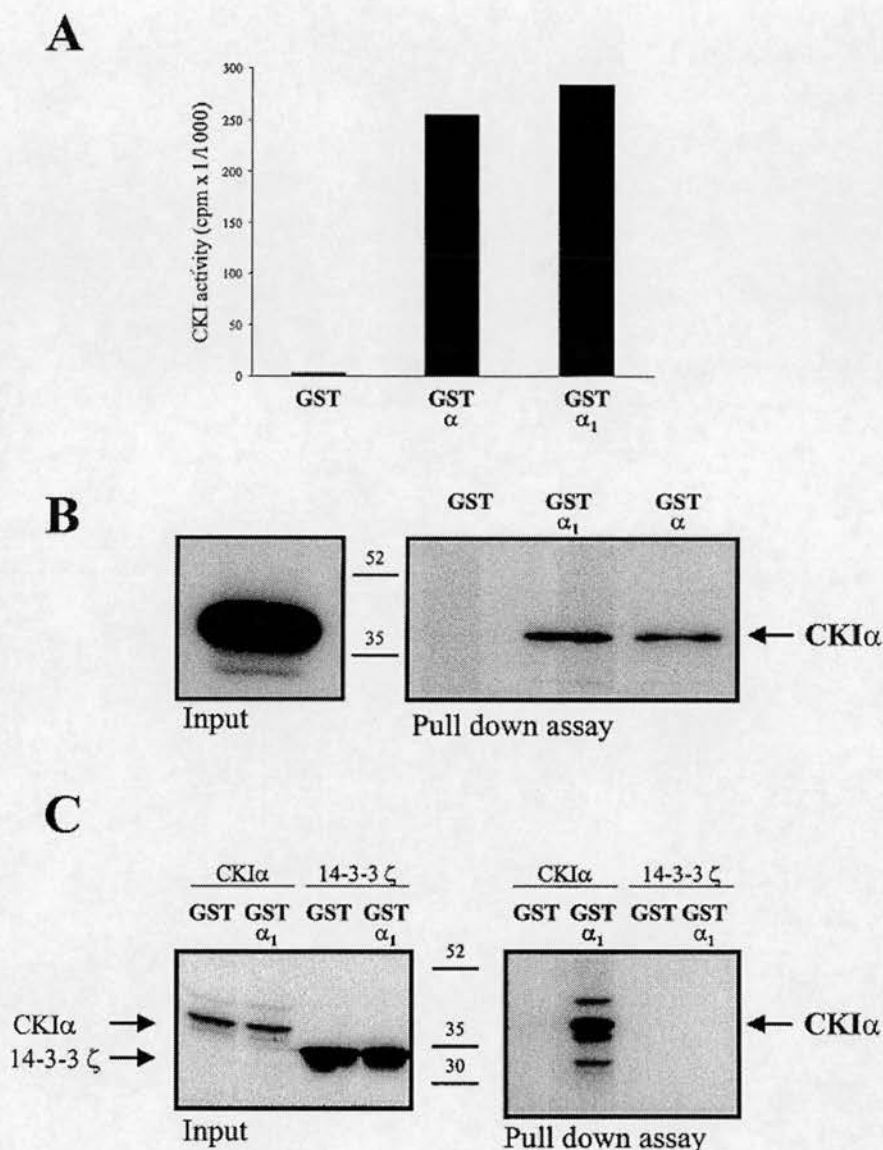 A
CKI activity (cpm x 1/1000)
300
250
200
150
100
50
0
GST
GST
GST
α
α₁
B
GST
GST
GST
α₁
α
52
35
CKIα
Input
Pull down assay
C
CKIα
14-3-3 ζ
CKIα
14-3-3 ζ
GST
GST
GST
GST
GST
GST
GST
GST
α₁
α₁
α₁
α₁
52
35
30
CKIα
14-3-3 ζ
CKIα
Input
Pull down assay